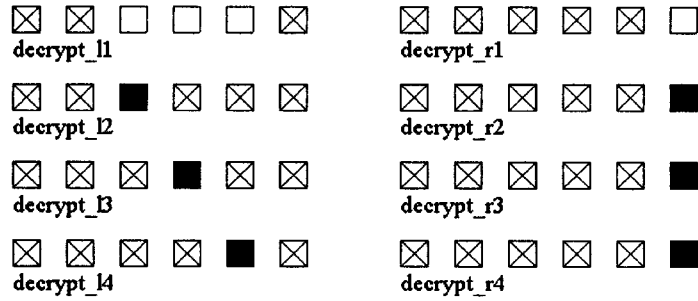 decrypt_l1 decrypt_r1
decrypt_l2 decrypt_r2
decrypt_l3 decrypt_r3
decrypt_l4 decrypt_r4